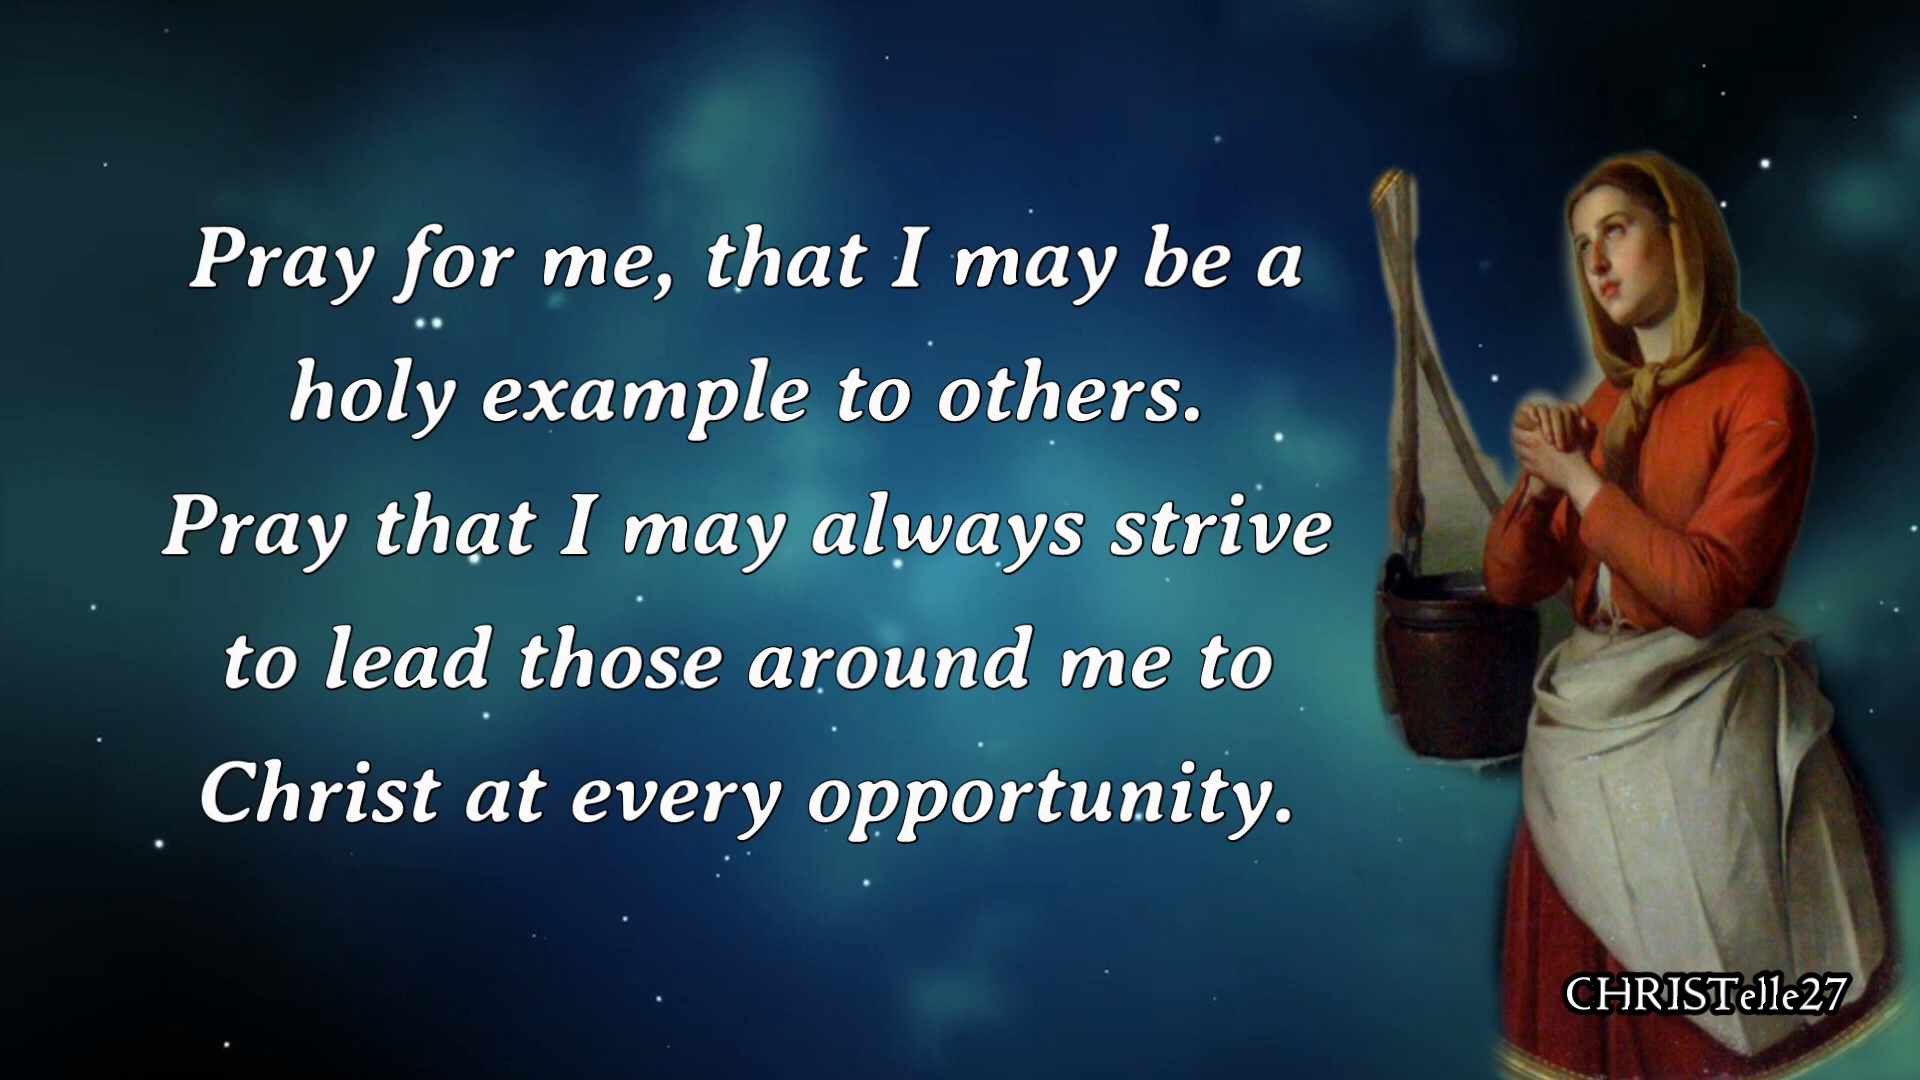 Pray for me, that I may be a
holy example to others.
Pray that I may always strive
to lead those around me to
Christ at every opportunity.
CHRISTelle27